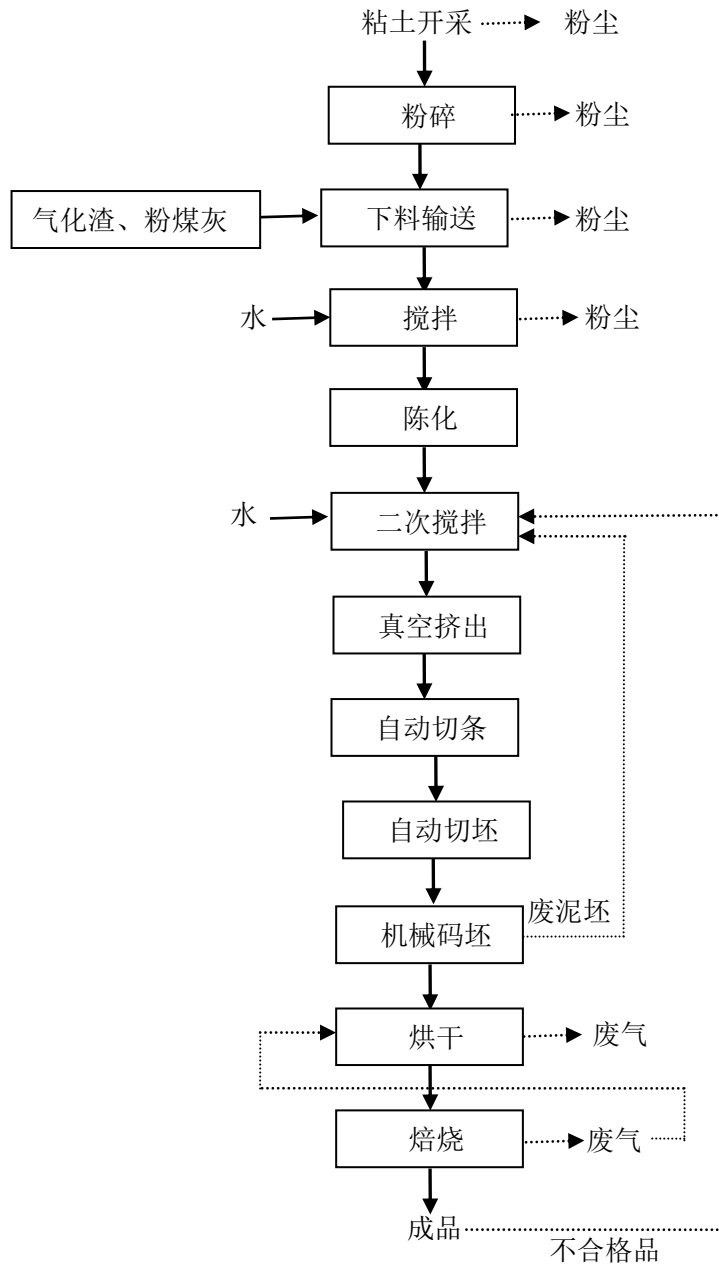 粘土开采 粉尘
粉碎 粉尘
气化渣、粉煤灰 下料输送 粉尘
水 搅拌 粉尘
陈化
水 二次搅拌
真空挤出
自动切条
自动切坯
废泥坯
机械码坯
烘干 废气
焙烧 废气
成品
不合格品